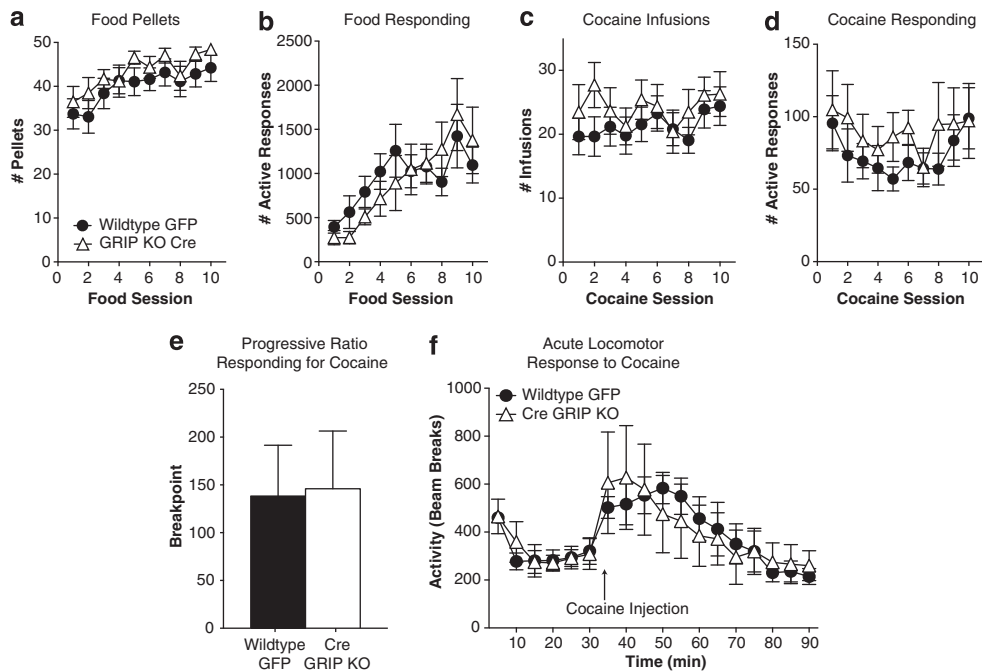 a
Food Pellets
# Pellets
50
40
30
20
10
0
Wildtype GFP
GRIP KO Cre
0 2 4 6 8 10
Food Session
b
Food Responding
# Active Responses
2500
2000
1500
1000
500
0
0 2 4 6 8 10
Food Session
c
Cocaine Infusions
# Infusions
30
20
10
0
0 2 4 6 8 10
Cocaine Session
d
Cocaine Responding
# Active Responses
150
100
50
0
0 2 4 6 8 10
Cocaine Session
e
Progressive Ratio
Responding for Cocaine
Breakpoint
250
200
150
100
50
0
Wildtype
GFP
Cre
GRIP KO
f
Acute Locomotor
Response to Cocaine
Activity (Beam Breaks)
1000
800
600
400
200
0
Wildtype GFP
Cre GRIP KO
Cocaine Injection
10 20 30 40 50 60 70 80 90
Time (min)